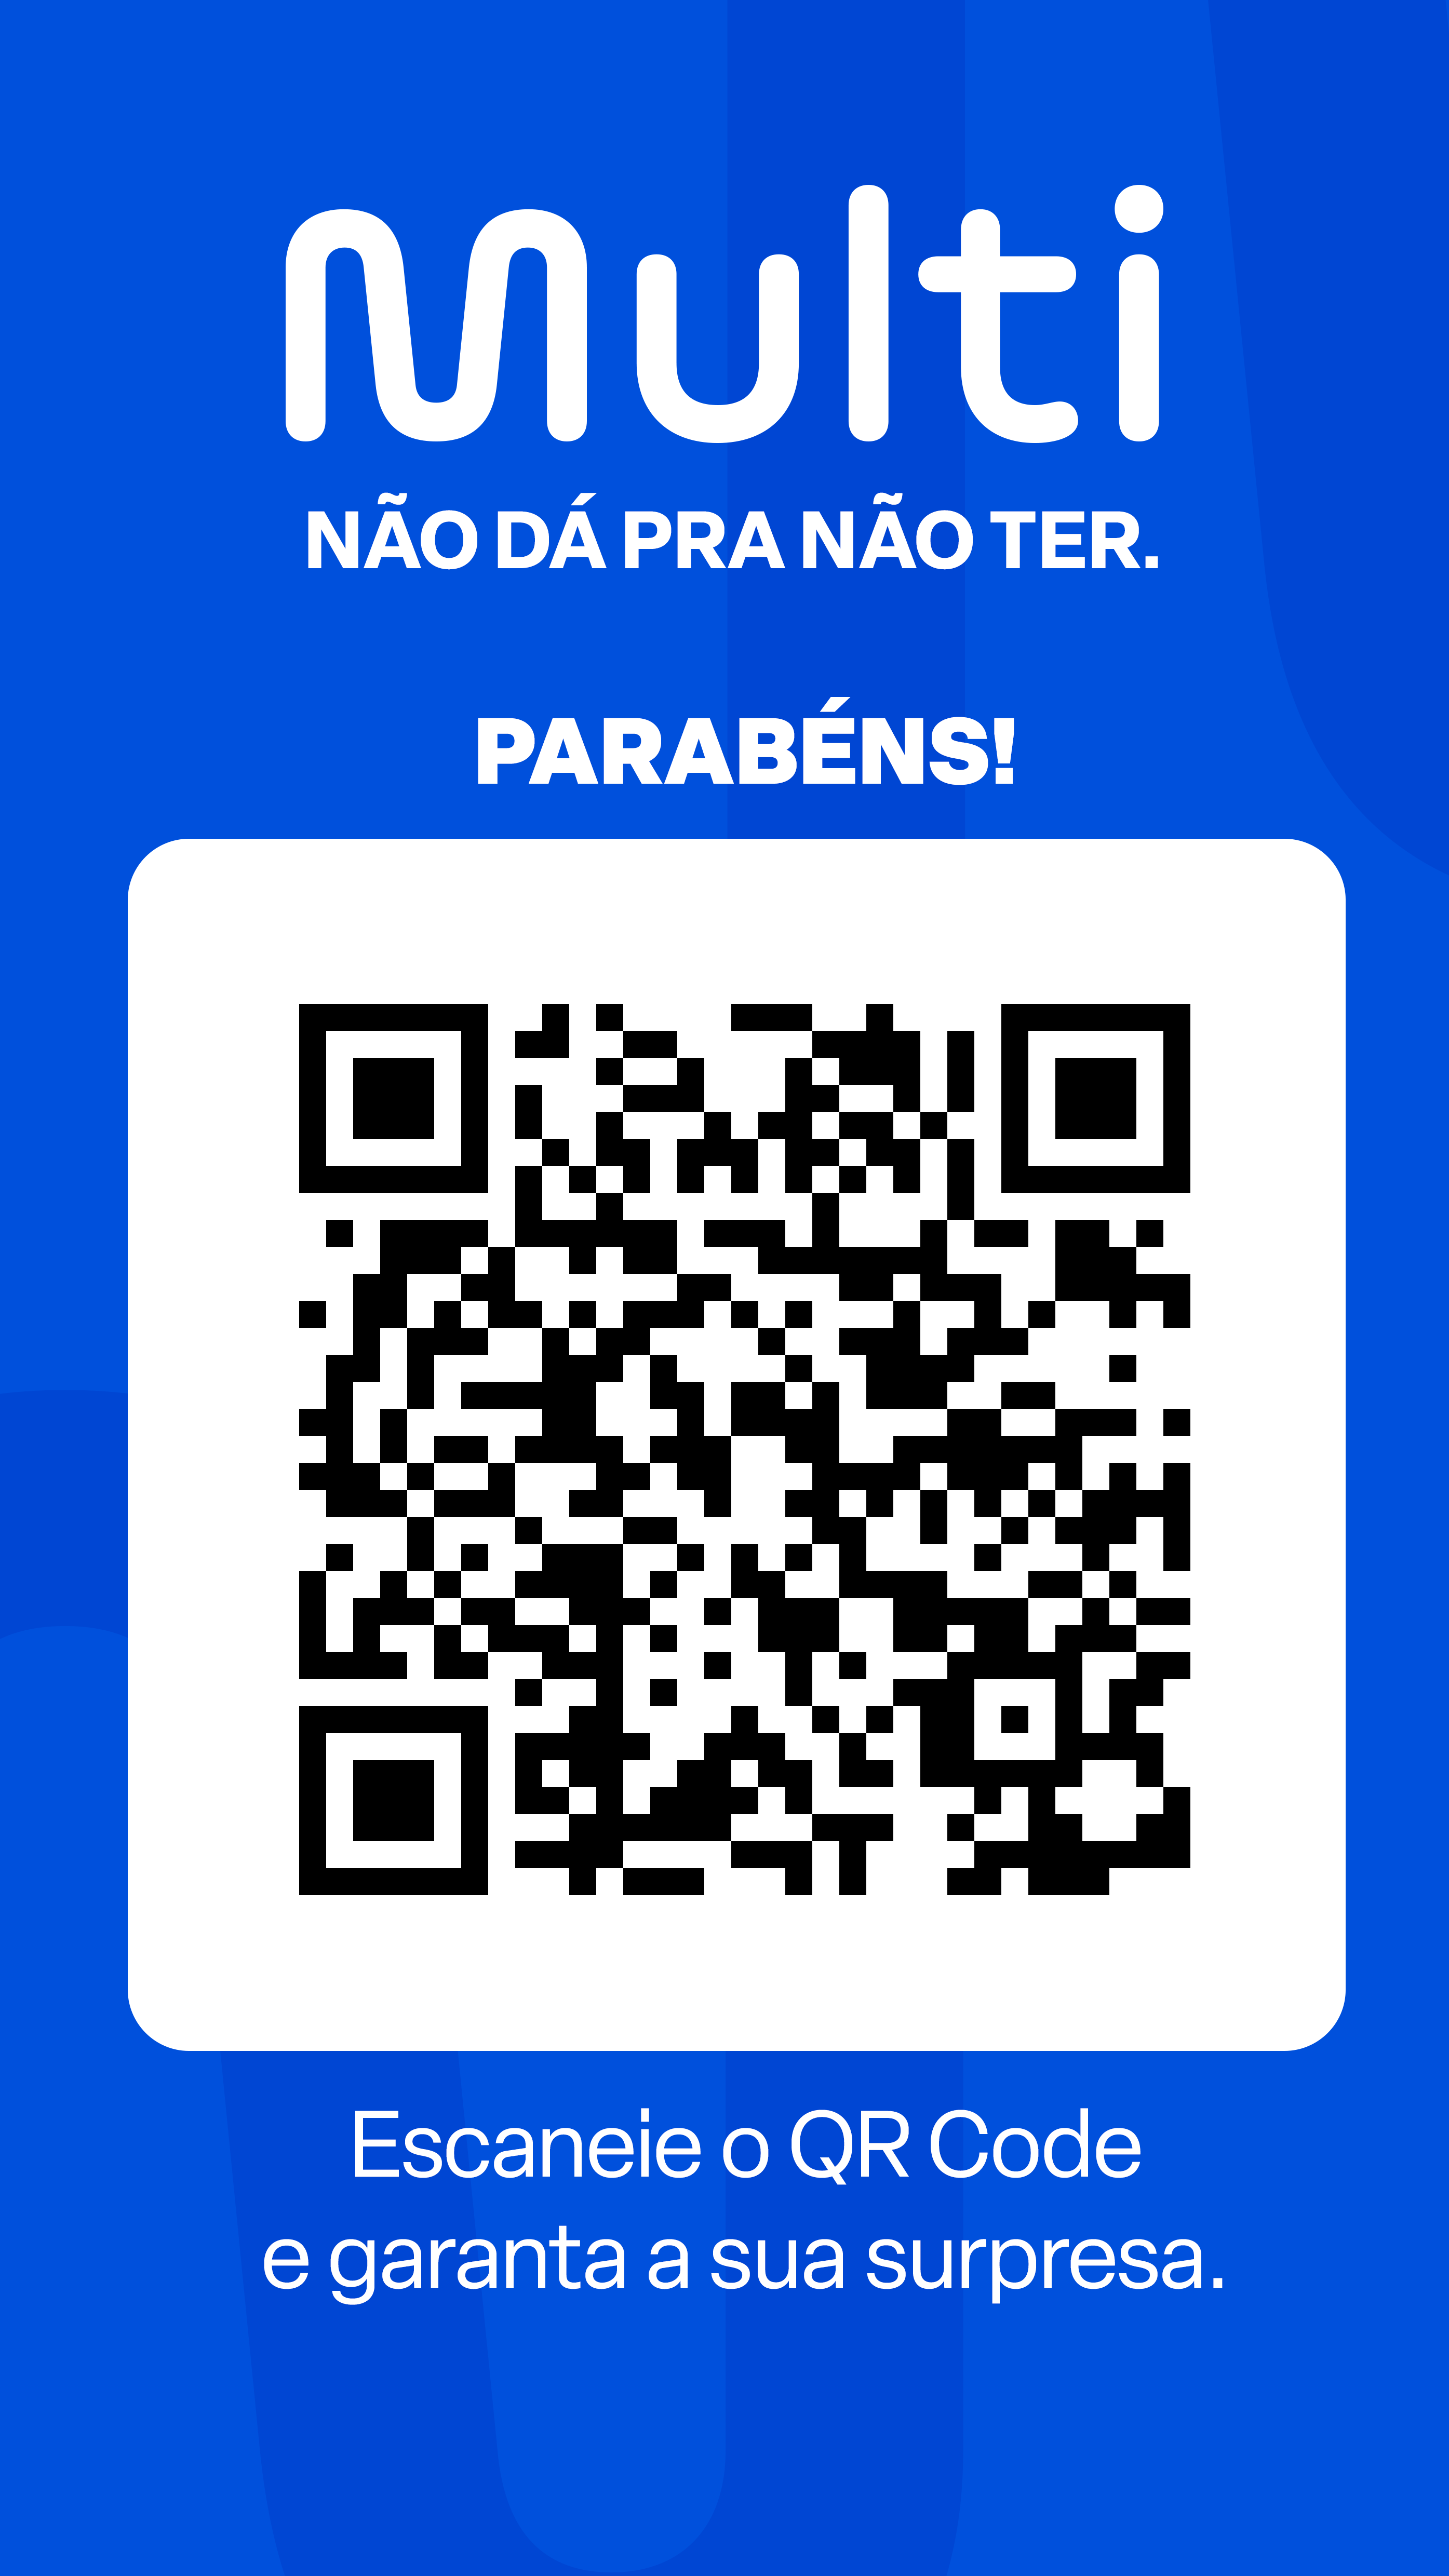 Multi
NÃO DÁ PRA NÃO TER.
PARABÉNS!
Escaneie o QR Code
e garanta a sua surpresa.